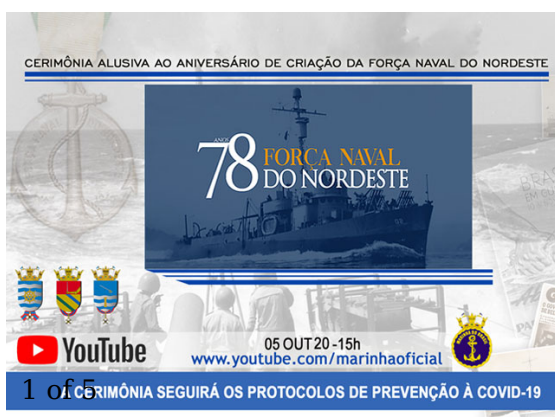 CERIMÔNIA ALUSIVA AO ANIVERSÁRIO DE CRIAÇÃO DA FORÇA NAVAL DO NORDESTE
ANOS
78 FORÇA NAVAL
DO NORDESTE
YouTube
05 OUT 20 -15h
www.youtube.com/marinhaoficial
A CERIMÔNIA SEGUIRÁ OS PROTOCOLOS DE PREVENÇÃO À COVID-19
1 of 5